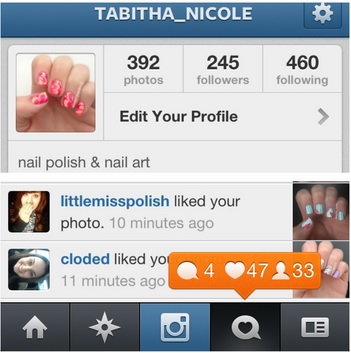 TABITHA_NICOLE
392 245 460
photos followers following
Edit Your Profile
nail polish & nail art
littlemisspolish liked your
photo. 10 minutes ago
cloded liked you
11 minutes ago
4 47 33